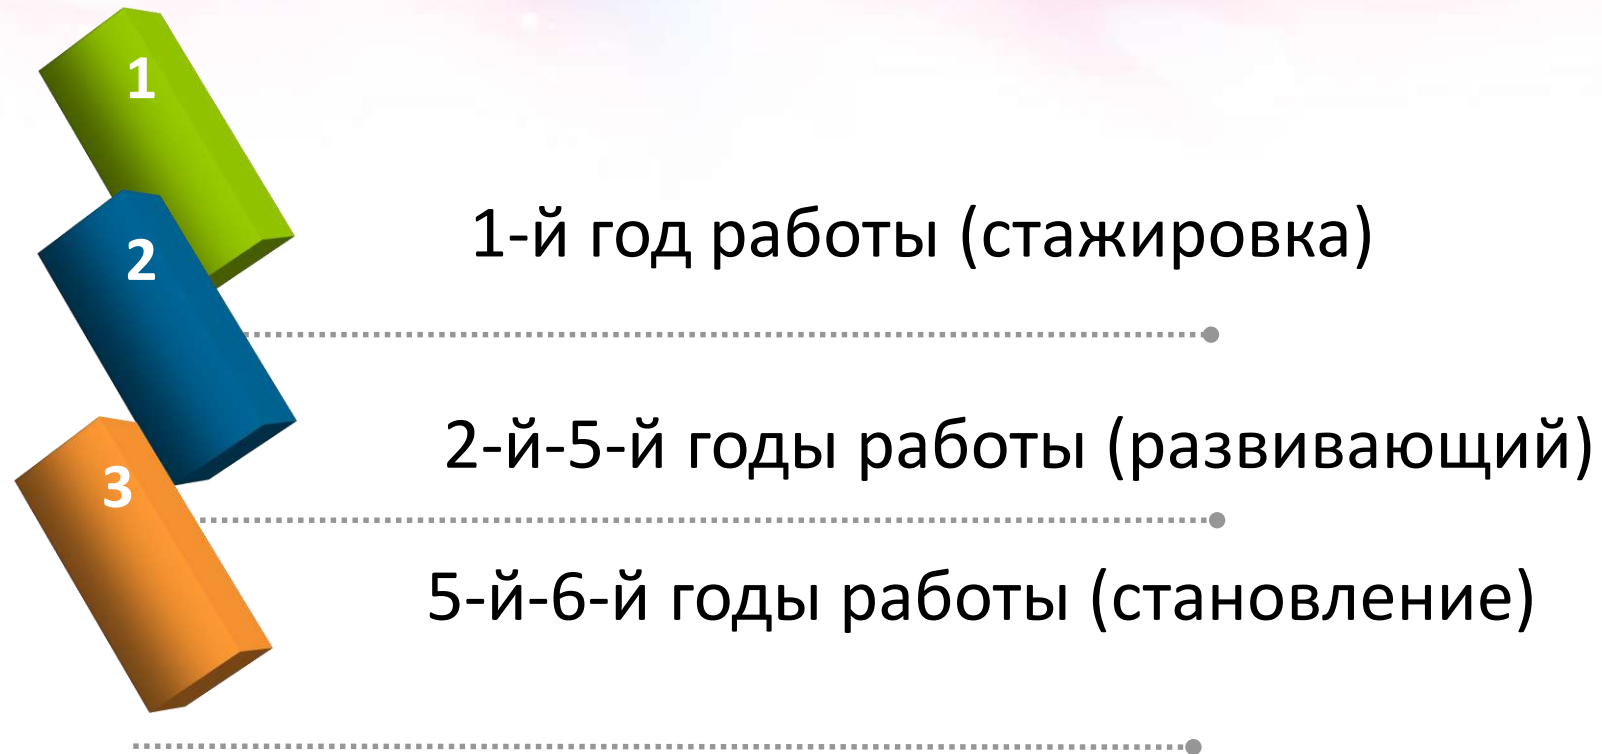 1
1-й год работы (стажировка)
2
2-й-5-й годы работы (развивающий)
3
5-й-6-й годы работы (становление)